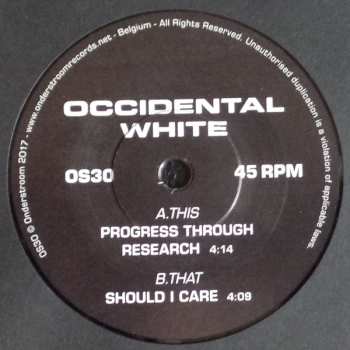 OS30 © Onderstroom 2017 - www.onderstroomrecords.net - Belgium - All Rights Reserved. Unauthorised duplication is a violation of applicable laws.
OCCIDENTAL
WHITE
OS30 45 RPM
A.THIS
PROGRESS THROUGH
RESEARCH 4:14
B.THAT
SHOULD I CARE 4:09